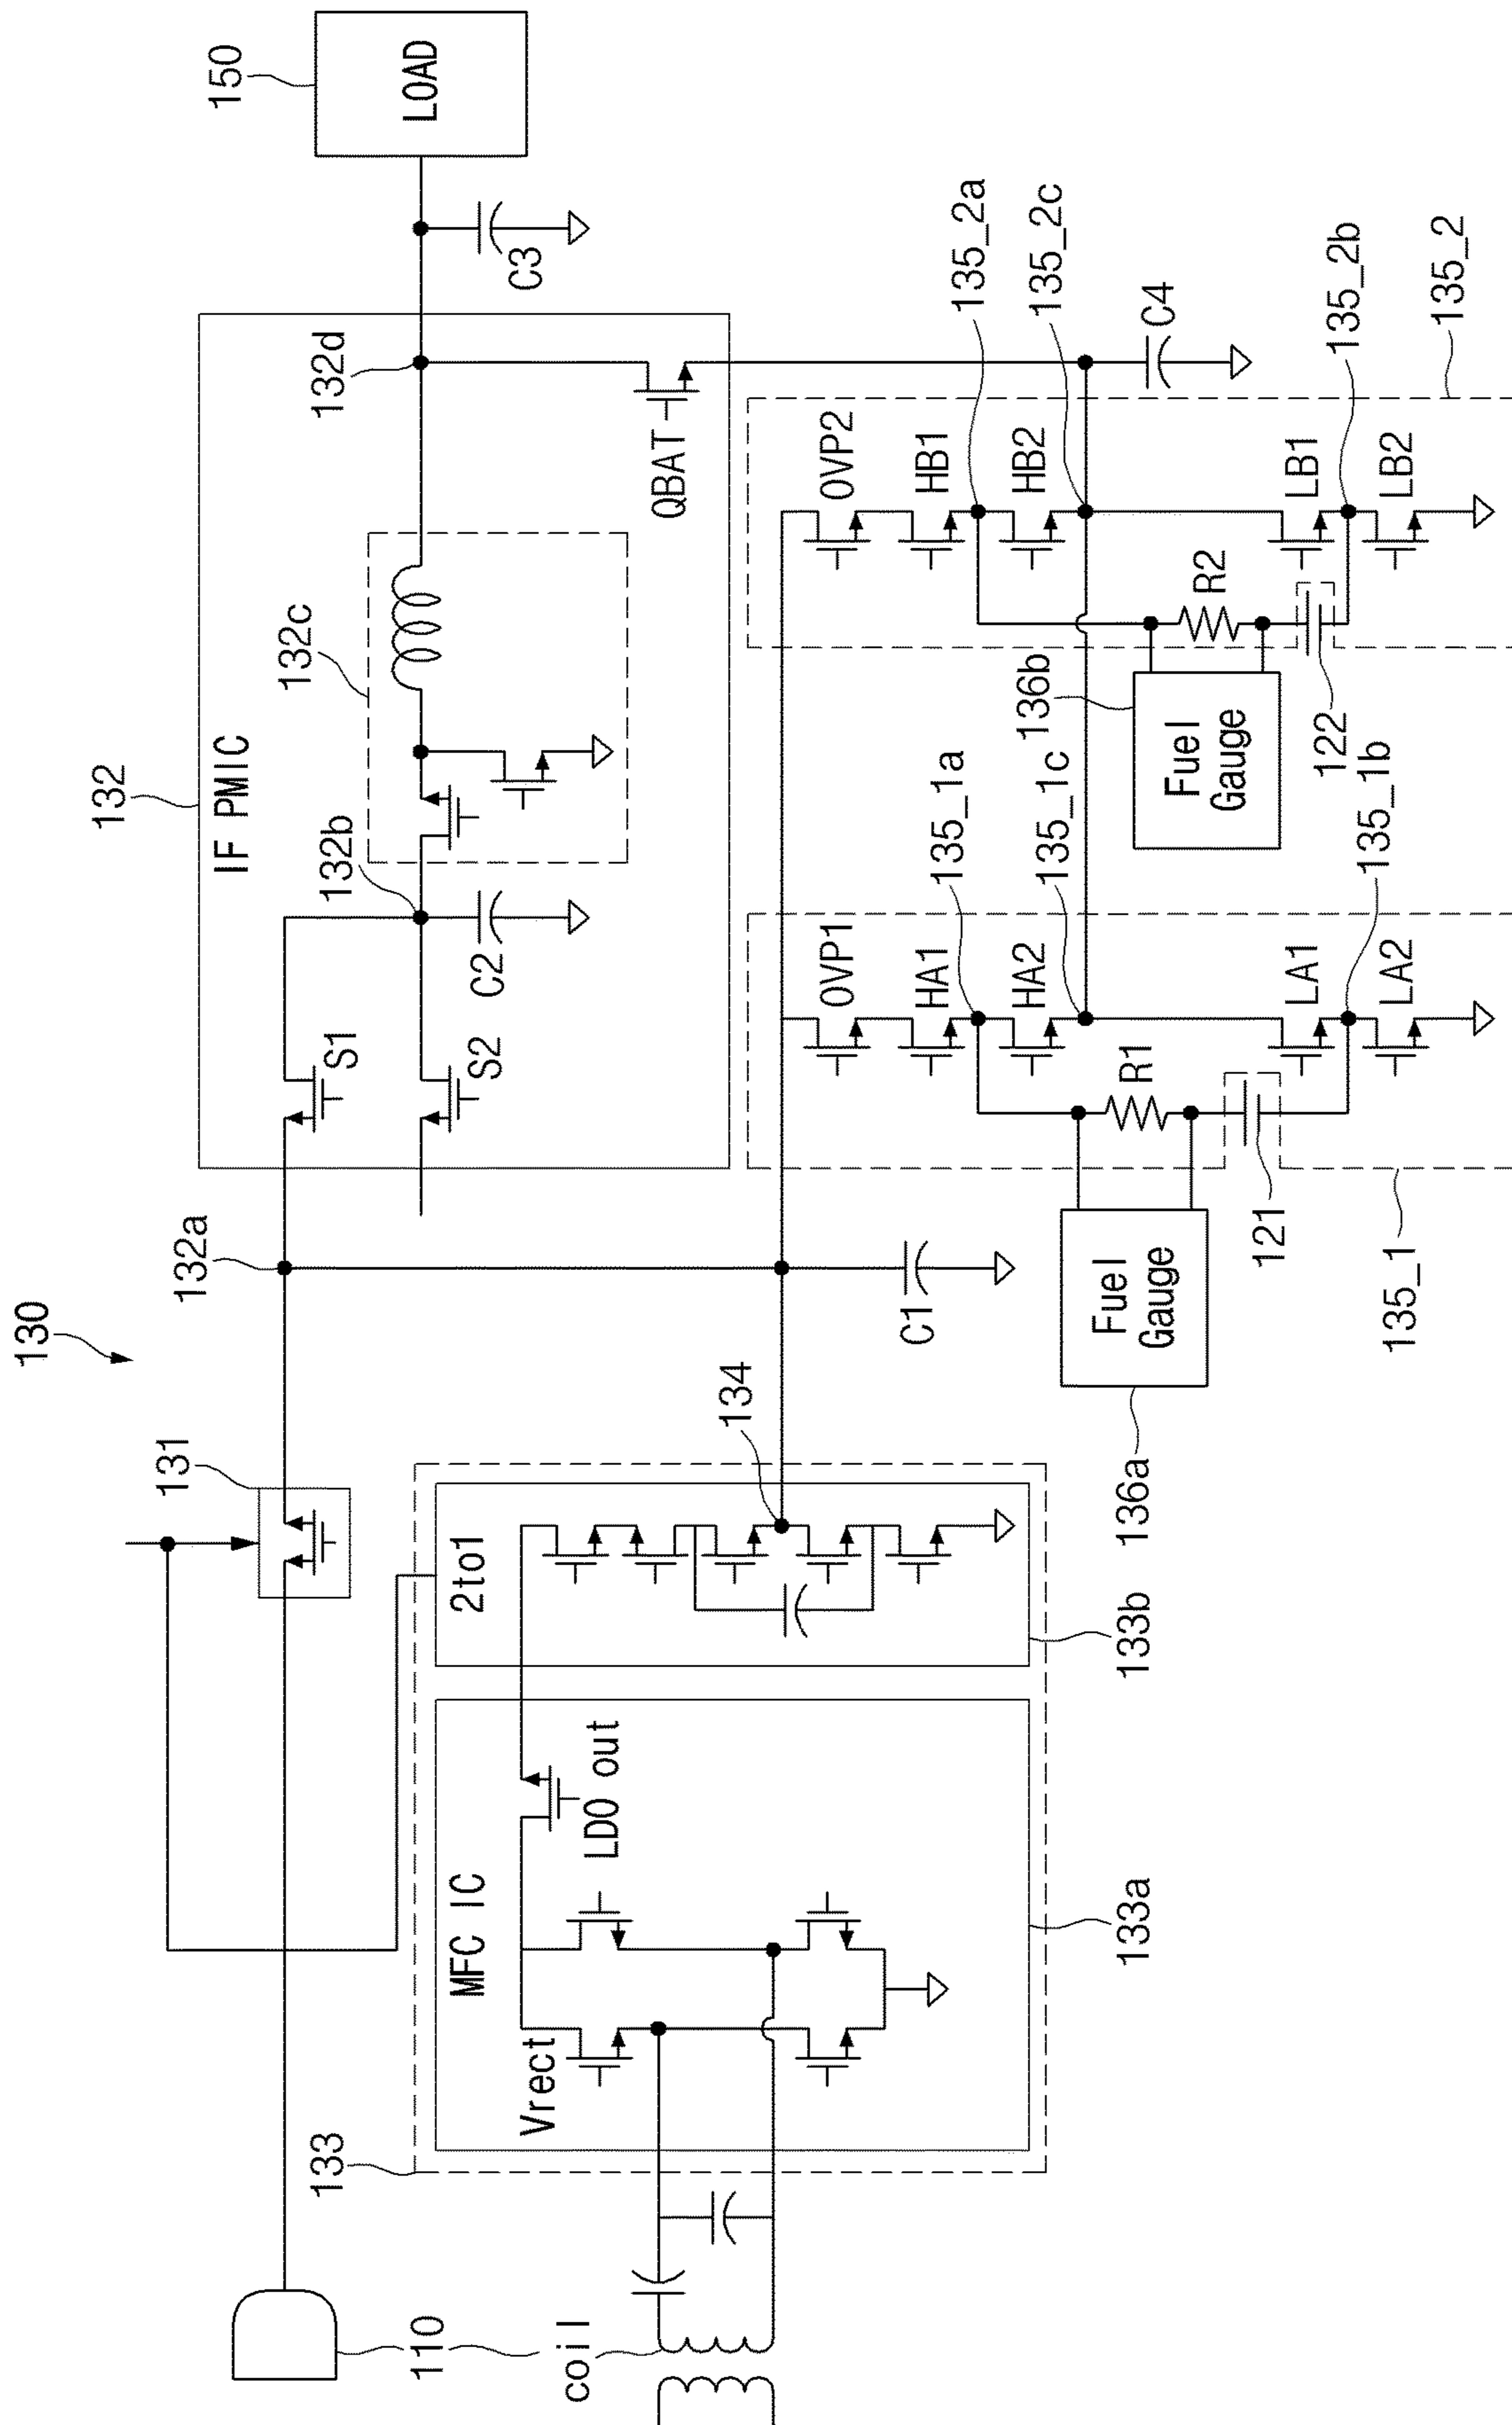 130
110
coil
133
MFC IC
Vrect
LDO out
133a
2to1
133b
134
131
132a
132
IF PMIC
S1
S2
132b
C2
132c
132d
QBAT
C3
150
LOAD
C1
136a
Fuel
Gauge
OVP1
HA1
135_1a
HA2
135_1c
R1
121
LA1
135_1b
LA2
135_1
136b
Fuel
Gauge
OVP2
HB1
135_2a
HB2
135_2c
R2
122
LB1
135_2b
LB2
135_2
C4